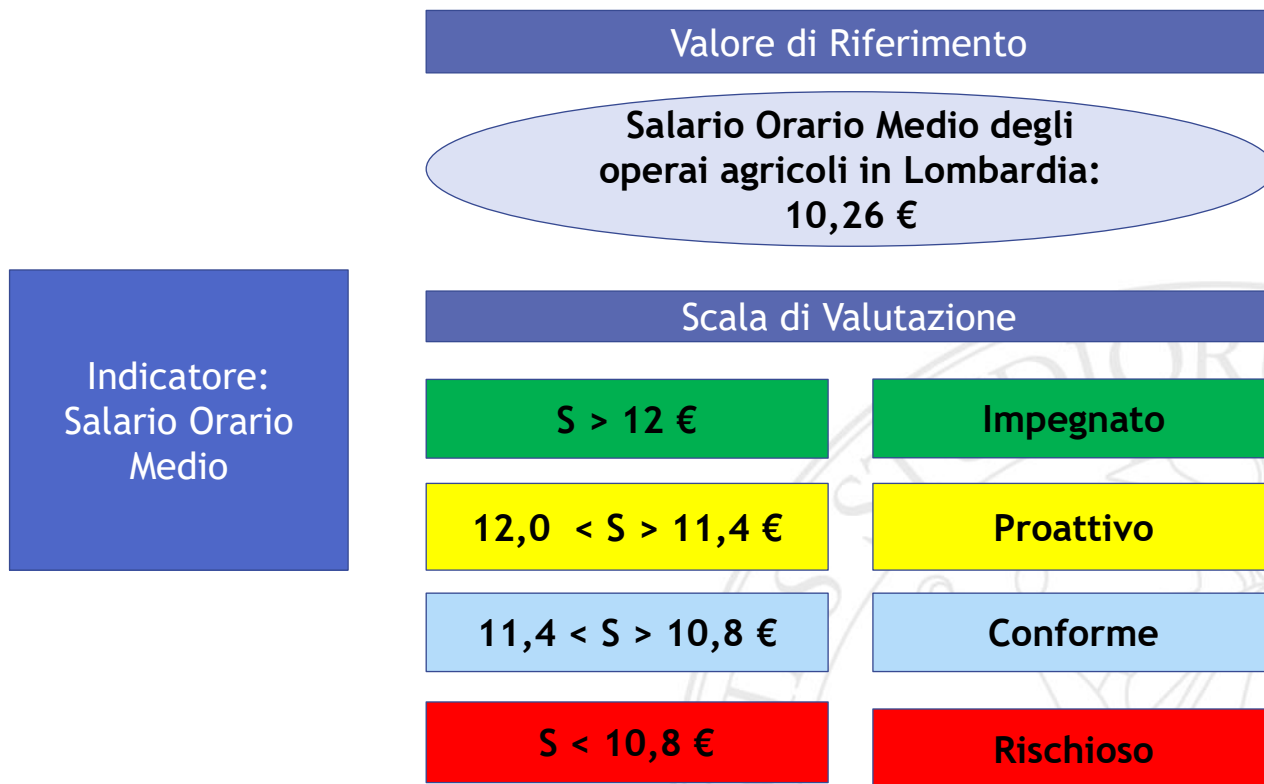 Valore di Riferimento
Salario Orario Medio degli
operai agricoli in Lombardia:
10,26 €
Indicatore:
Salario Orario
Medio
Scala di Valutazione
S > 12 €
Impegnato
12,0 < S > 11,4 €
Proattivo
11,4 < S > 10,8 €
Conforme
S < 10,8 €
Rischioso